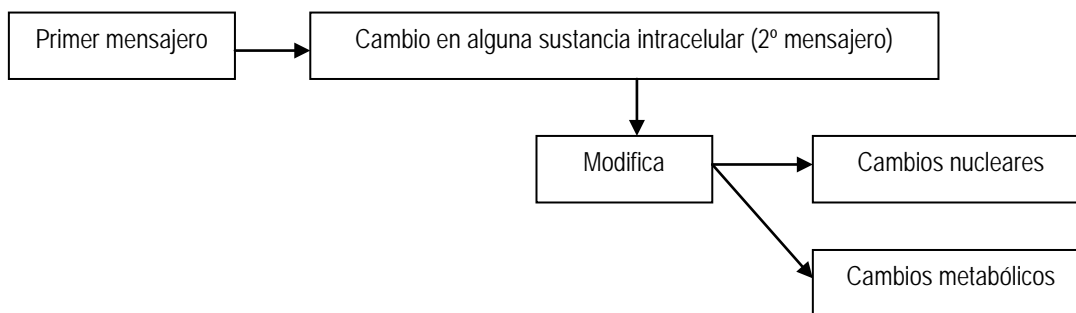 Primer mensajero
Cambio en alguna sustancia intracelular (2º mensajero)
Modifica
Cambios nucleares
Cambios metabólicos